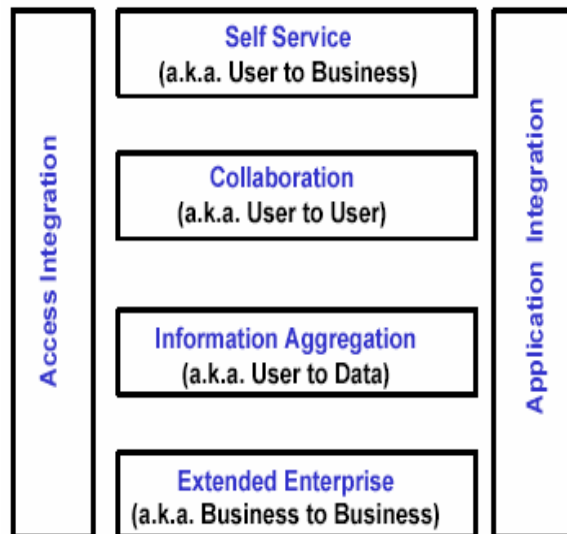 Access Integration
Self Service
(a.k.a. User to Business)
Collaboration
(a.k.a. User to User)
Information Aggregation
(a.k.a. User to Data)
Extended Enterprise
(a.k.a. Business to Business)
Application Integration